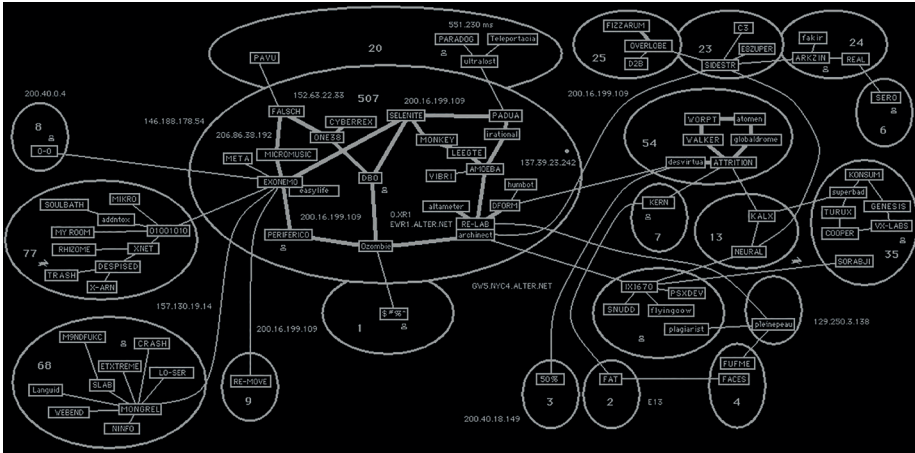 551.230 ms
PARADOG
Teleportacia
20
ultralost
PAVU
FIZZARUM
OVERLOBE
25
D2B
C3
23
E8ZUPER
SIDESTR
fakir
24
ARKZIN
REAL
SERO
6
200.40.0.4
8
0-0
146.188.178.54
152.63.22.33
507
200.16.199.109
FALSCH
CYBERREX
SELENITE
PADUA
206.86.38.192
ONE38
MONKEY
irational
META
MICROMUSIC
LEEGTE
EXONEMO
DBO
VIBRI
AMOEBA
137.39.23.242
easylife
humbot
altameter
DFORM
200.16.199.109
0.XR1
EWR1.ALTER.NET
RE-LAB
architect
PERIFERICO
0zombie
200.16.199.109
WORPT
atomen
54
WALKER
globaldrome
desvirtua
ATTRITION
KERN
7
KALX
13
NEURAL
KONSUM
superbad
TURUX
GENESIS
COOPER
VX-LABS
SORABJI
35
MIKRO
SOULBATH
addntox
MY ROOM
01001010
RHIZOME
XNET
77
DESPISED
TRASH
X-ARN
157.130.19.14
200.16.199.109
1
$#%^
GW5.NYC4.ALTER.NET
IXI670
PSXDEV
SNUDD
flyingcow
plagiarist
pleinepeau
129.250.3.138
M9NDFUKC
CRASH
68
ETXTREME
LO-SER
SLAB
Languid
MONGREL
WEBEND
NINFO
RE-MOVE
9
50%
3
FAT
2
E13
FUFME
FACES
4
200.40.18.149